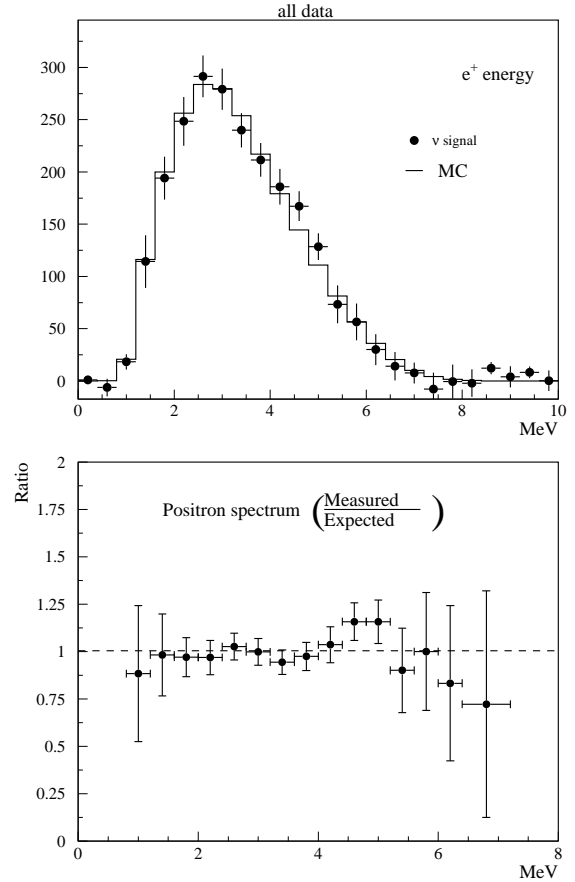 all data
300
250
200
150
100
50
0
e+ energy
ν signal
MC
0 2 4 6 8 10
MeV
Ratio
2
1.75
1.5
1.25
1
0.75
0.5
0.25
0
Positron spectrum (Measured
Expected)
0 2 4 6 8
MeV